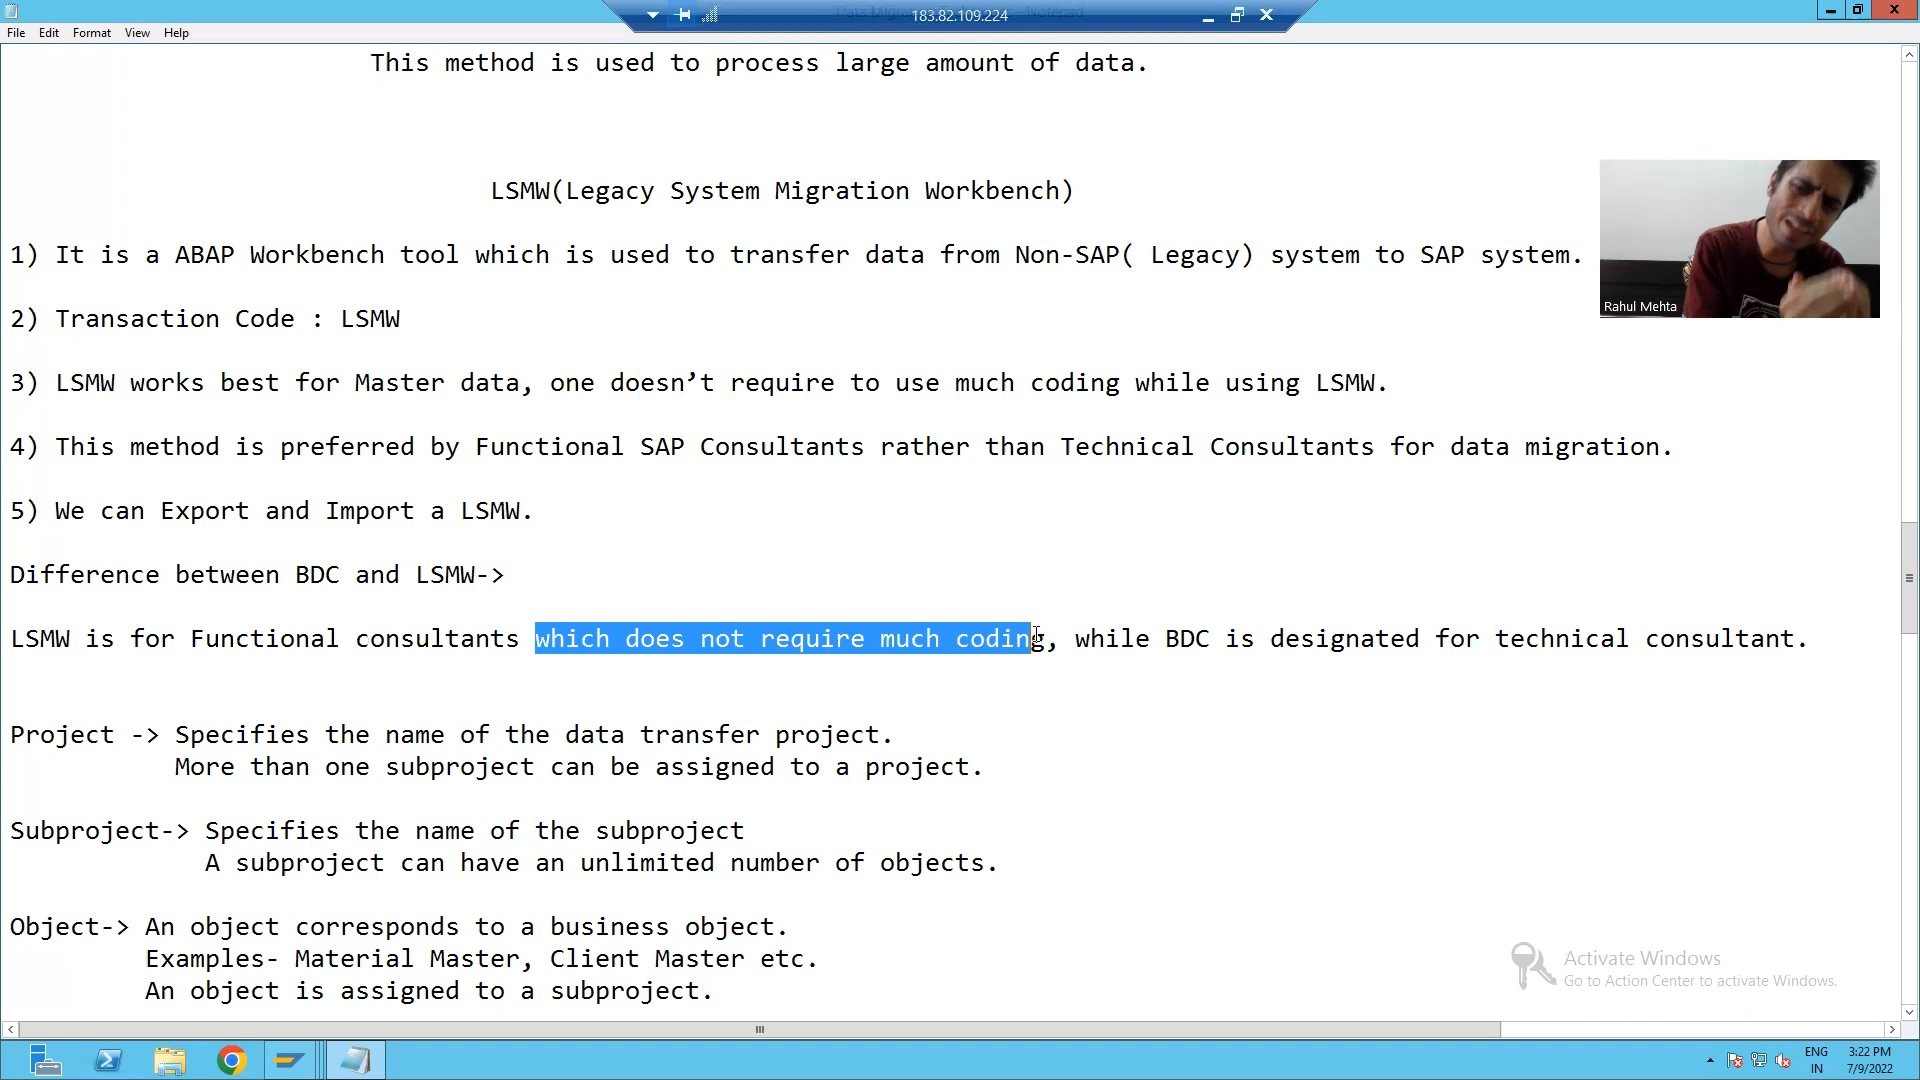 183.82.109.224
File Edit Format View Help
This method is used to process large amount of data.
LSMW(Legacy System Migration Workbench)
1) It is a ABAP Workbench tool which is used to transfer data from Non-SAP( Legacy) system to SAP system.
Rahul Mehta
2) Transaction Code : LSMW
3) LSMW works best for Master data, one doesn’t require to use much coding while using LSMW.
4) This method is preferred by Functional SAP Consultants rather than Technical Consultants for data migration.
5) We can Export and Import a LSMW.
Difference between BDC and LSMW->
LSMW is for Functional consultants which does not require much coding, while BDC is designated for technical consultant.
Project -> Specifies the name of the data transfer project.
More than one subproject can be assigned to a project.
Subproject-> Specifies the name of the subproject
A subproject can have an unlimited number of objects.
Object-> An object corresponds to a business object.
Examples- Material Master, Client Master etc.
An object is assigned to a subproject.
Activate Windows
Go to Action Center to activate Windows.
ENG 3:22 PM
IN 7/9/2022